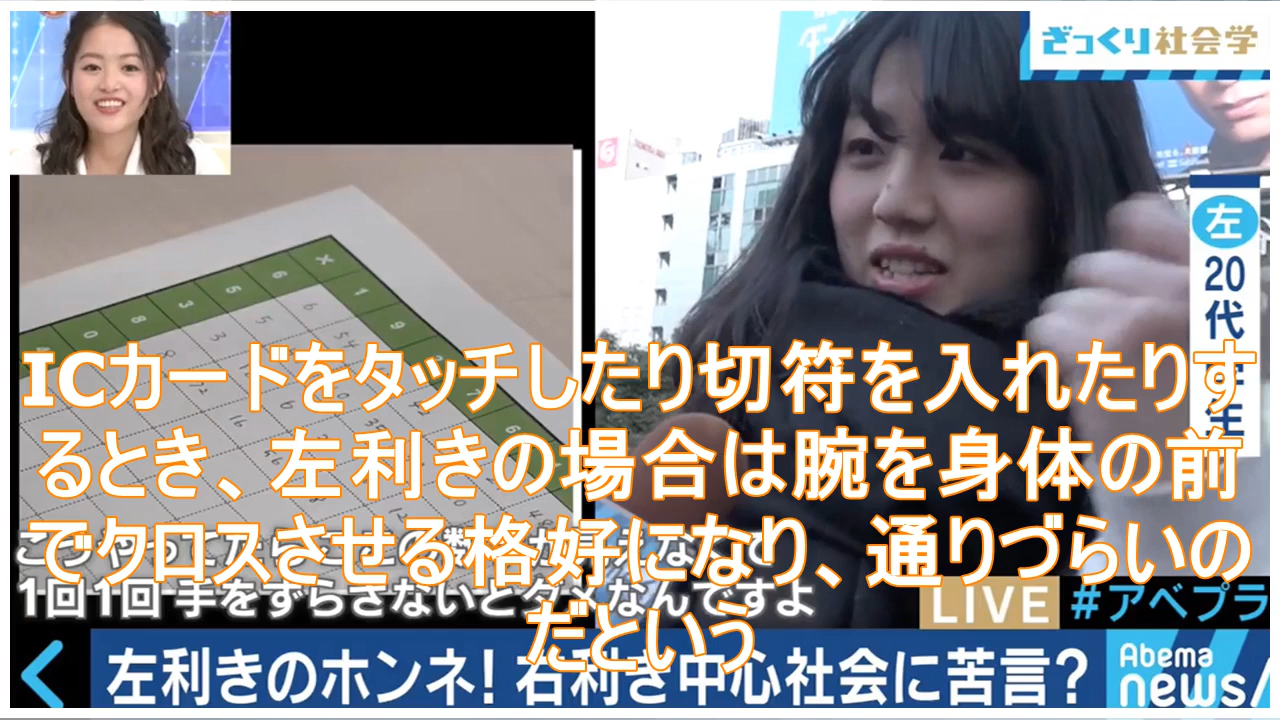 ざっくり社会学
左
20代
ICカードをタッチしたり切符を入れたりす
るとき、左利きの場合は腕を身体の前
でクロスさせる格好になり、通りづらいの
だという
1回1回 手をずらさないとダメなんですよ
LIVE
#アベプラ
左利きのホンネ! 右利き中心社会に苦言?
Abema
news/